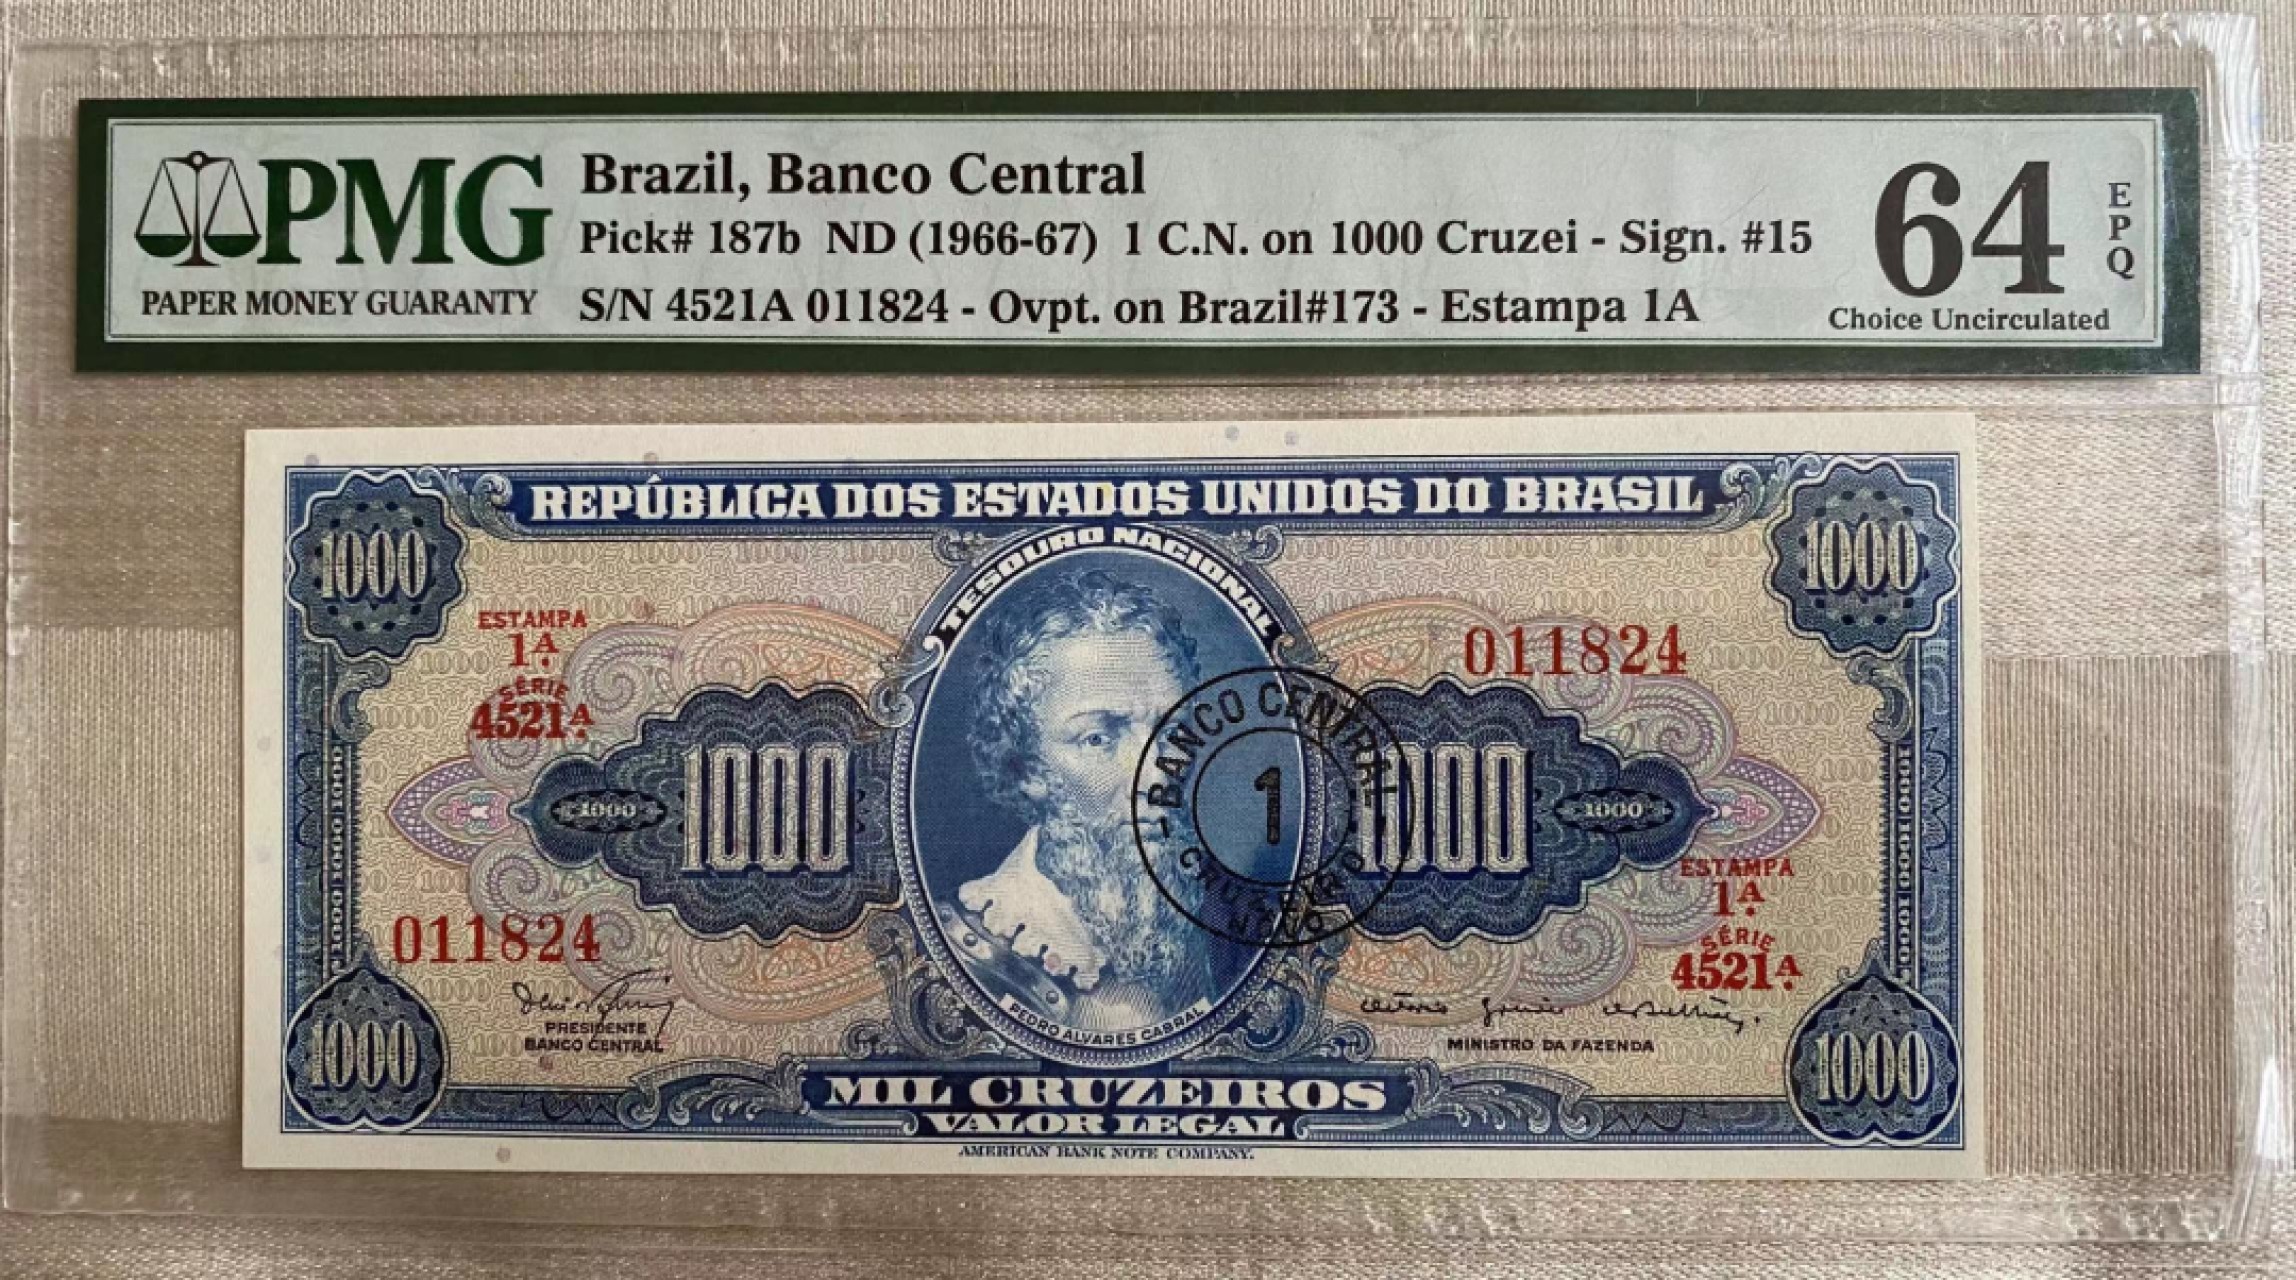 PMG
PAPER MONEY GUARANTY
Brazil, Banco Central
Pick# 187b ND (1966-67) 1 C.N. on 1000 Cruzei - Sign. #15
S/N 4521A 011824 - Ovpt. on Brazil#173 - Estampa 1A
64
EPQ
Choice Uncirculated
REPÚBLICA DOS ESTADOS UNIDOS DO BRASIL
TESOURO NACIONAL
1000
1000
ESTAMPA
1A.
SÉRIE
4521A.
011824
1000
1000
BANCO CENTRAL
1
CRUZEIRO
NOVO
1000
1000
ESTAMPA
1A.
SÉRIE
4521A.
011824
PRESIDENTE
BANCO CENTRAL
PEDRO ALVARES CABRAL
MINISTRO DA FAZENDA
1000
1000
MIL CRUZEIROS
VALOR LEGAL
AMERICAN BANK NOTE COMPANY.